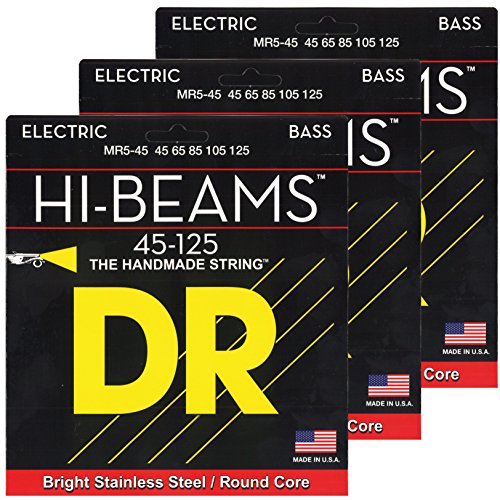 ELECTRIC BASS
MR5-45 45 65 85 105 125
AMS™
MADE IN U.S.A.
Core
ELECTRIC BASS
MR5-45 45 65 85 105 125
MS™
R
MADE IN U.S.A.
Core
ELECTRIC BASS
MR5-45 45 65 85 105 125
HI-BEAMS™
45-125
THE HANDMADE STRING™
DR
MADE IN U.S.A.
Bright Stainless Steel / Round Core